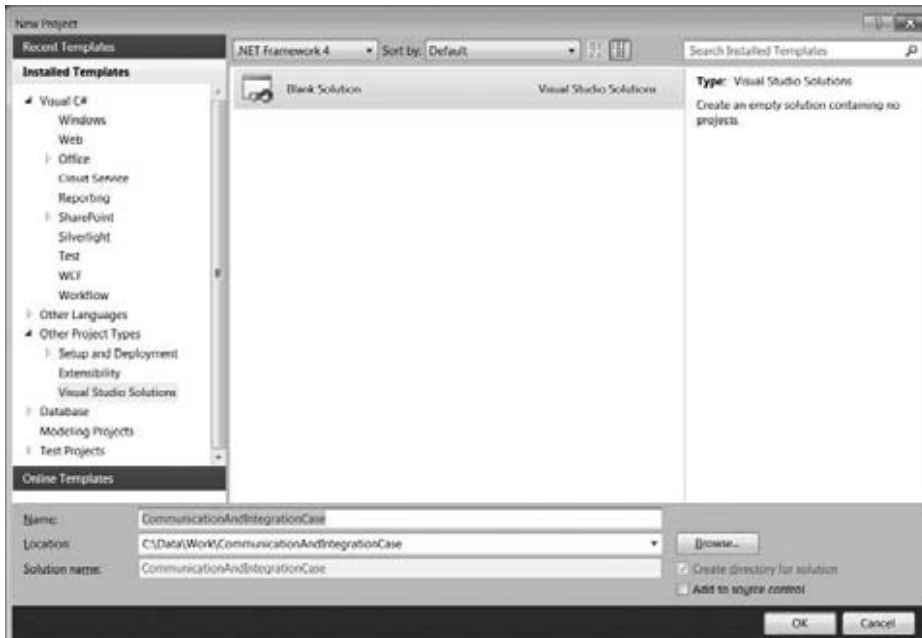 New Project
Recent Templates
Installed Templates
Visual C#
Windows
Web
Office
Cloud Service
Reporting
SharePoint
Silverlight
Test
WCF
Workflow
Other Languages
Other Project Types
Setup and Deployment
Extensibility
Visual Studio Solutions
Database
Modeling Projects
Test Projects
Online Templates
.NET Framework 4 Sort by: Default
Blank Solution Visual Studio Solutions
Search Installed Templates
Type: Visual Studio Solutions
Create an empty solution containing no
projects
Name: CommunicationAndIntegrationCase
Location: C:\Data\Work\CommunicationAndIntegrationCase Browse...
Solution name: CommunicationAndIntegrationCase
Create directory for solution
Add to source control
OK Cancel